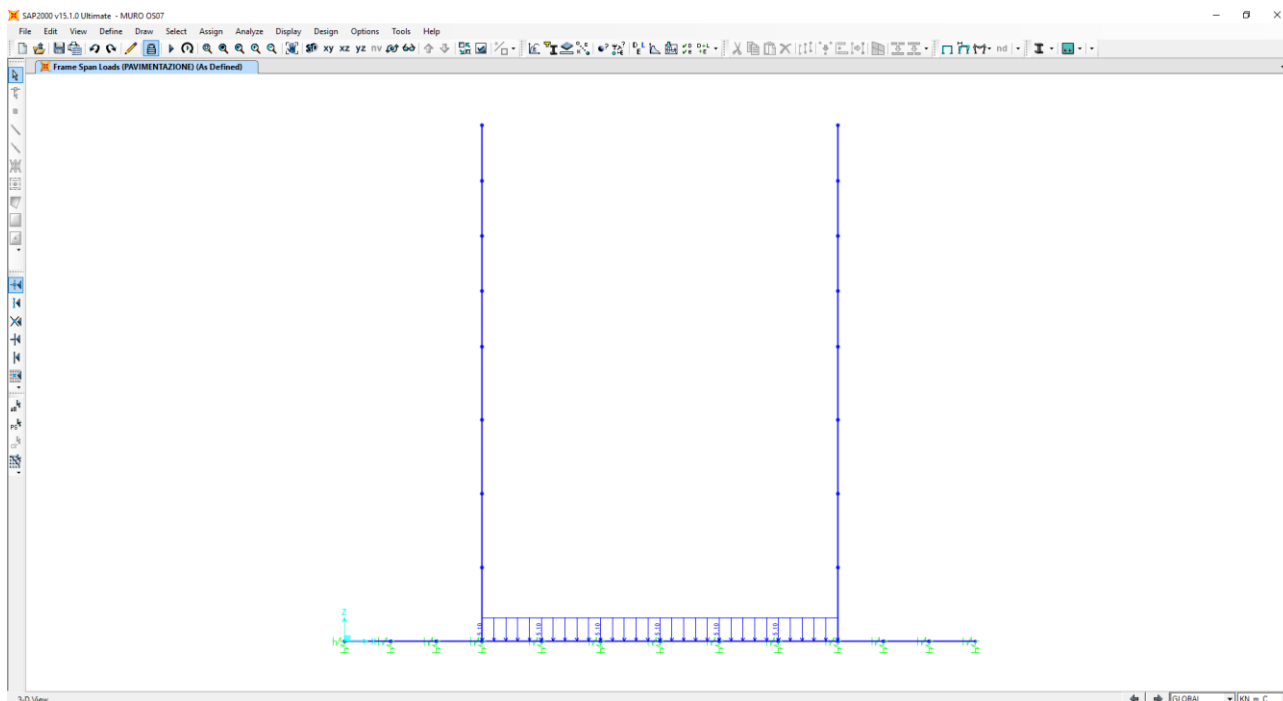 SAP2000 v15.1.0 Ultimate - MURO OS07
File Edit View Define Draw Select Assign Analyze Display Design Options Tools Help
xy xz yz nv nd
Frame Span Loads (PAVIMENTAZIONE) (As Defined)
Z
5.10 5.10 5.10 5.10 5.10 5.10
3-D View GLOBAL KN, m, C